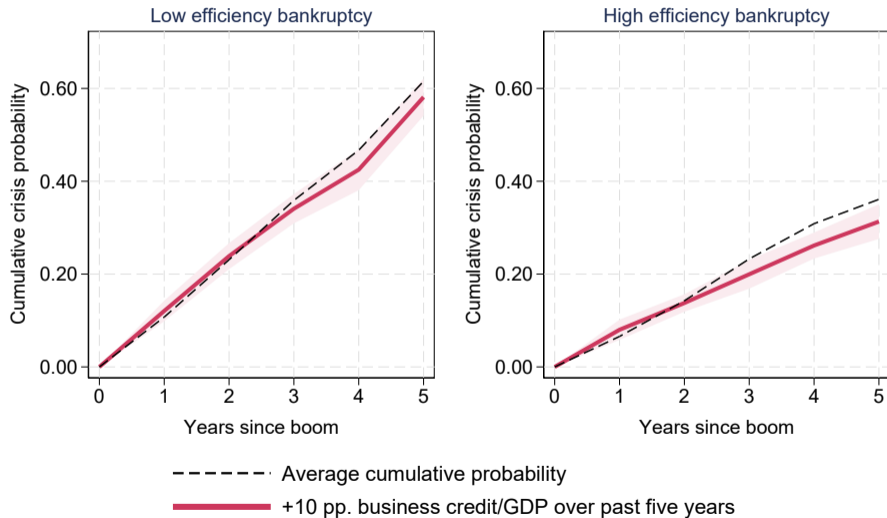 Low efficiency bankruptcy
Cumulative crisis probability
0.60
0.40
0.20
0.00
0 1 2 3 4 5
Years since boom
High efficiency bankruptcy
Cumulative crisis probability
0.60
0.40
0.20
0.00
0 1 2 3 4 5
Years since boom
Average cumulative probability
+10 pp. business credit/GDP over past five years